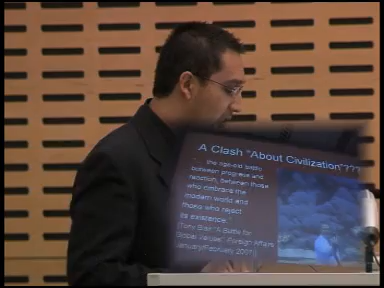 A Clash "About Civilization"???
the age-old battle
between progress and
reaction, between those
who embrace the
modern world and
those who reject
its existence."
(Tony Blair "A Battle for
Global Values," Foreign Affairs
January/February 2007)